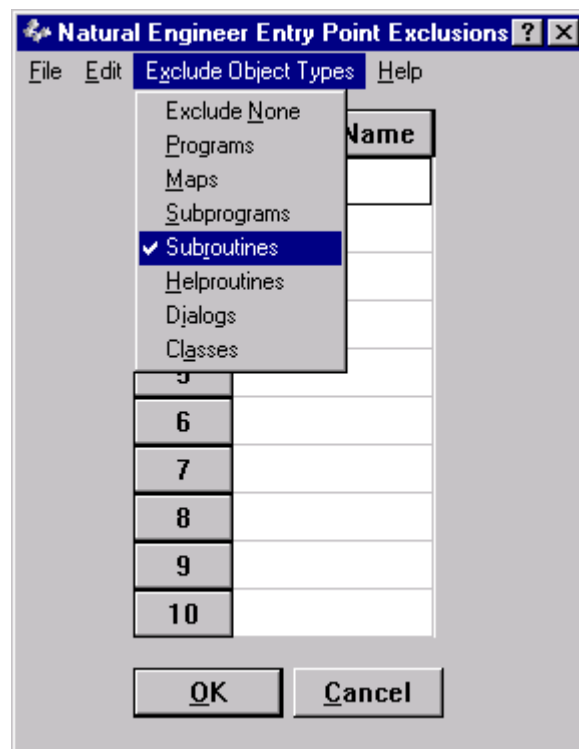 Natural Engineer Entry Point Exclusions ? ×
File Edit Exclude Object Types Help
Exclude None
Programs
Maps
Subprograms
✓ Subroutines
Helproutines
Dialogs
Classes
Name
5
6
7
8
9
10
OK Cancel